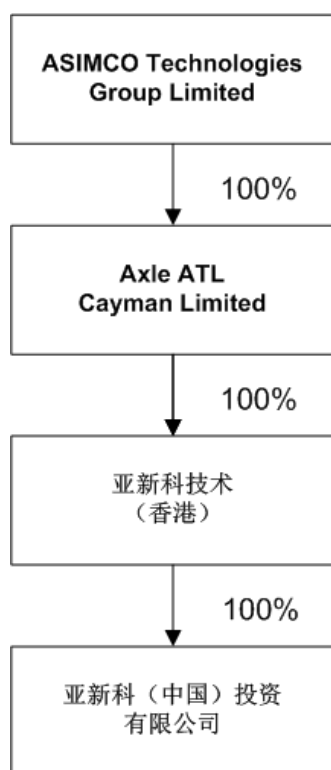 ASIMCO Technologies
Group Limited
100%
Axle ATL
Cayman Limited
100%
亚新科技术
（香港）
100%
亚新科（中国）投资
有限公司